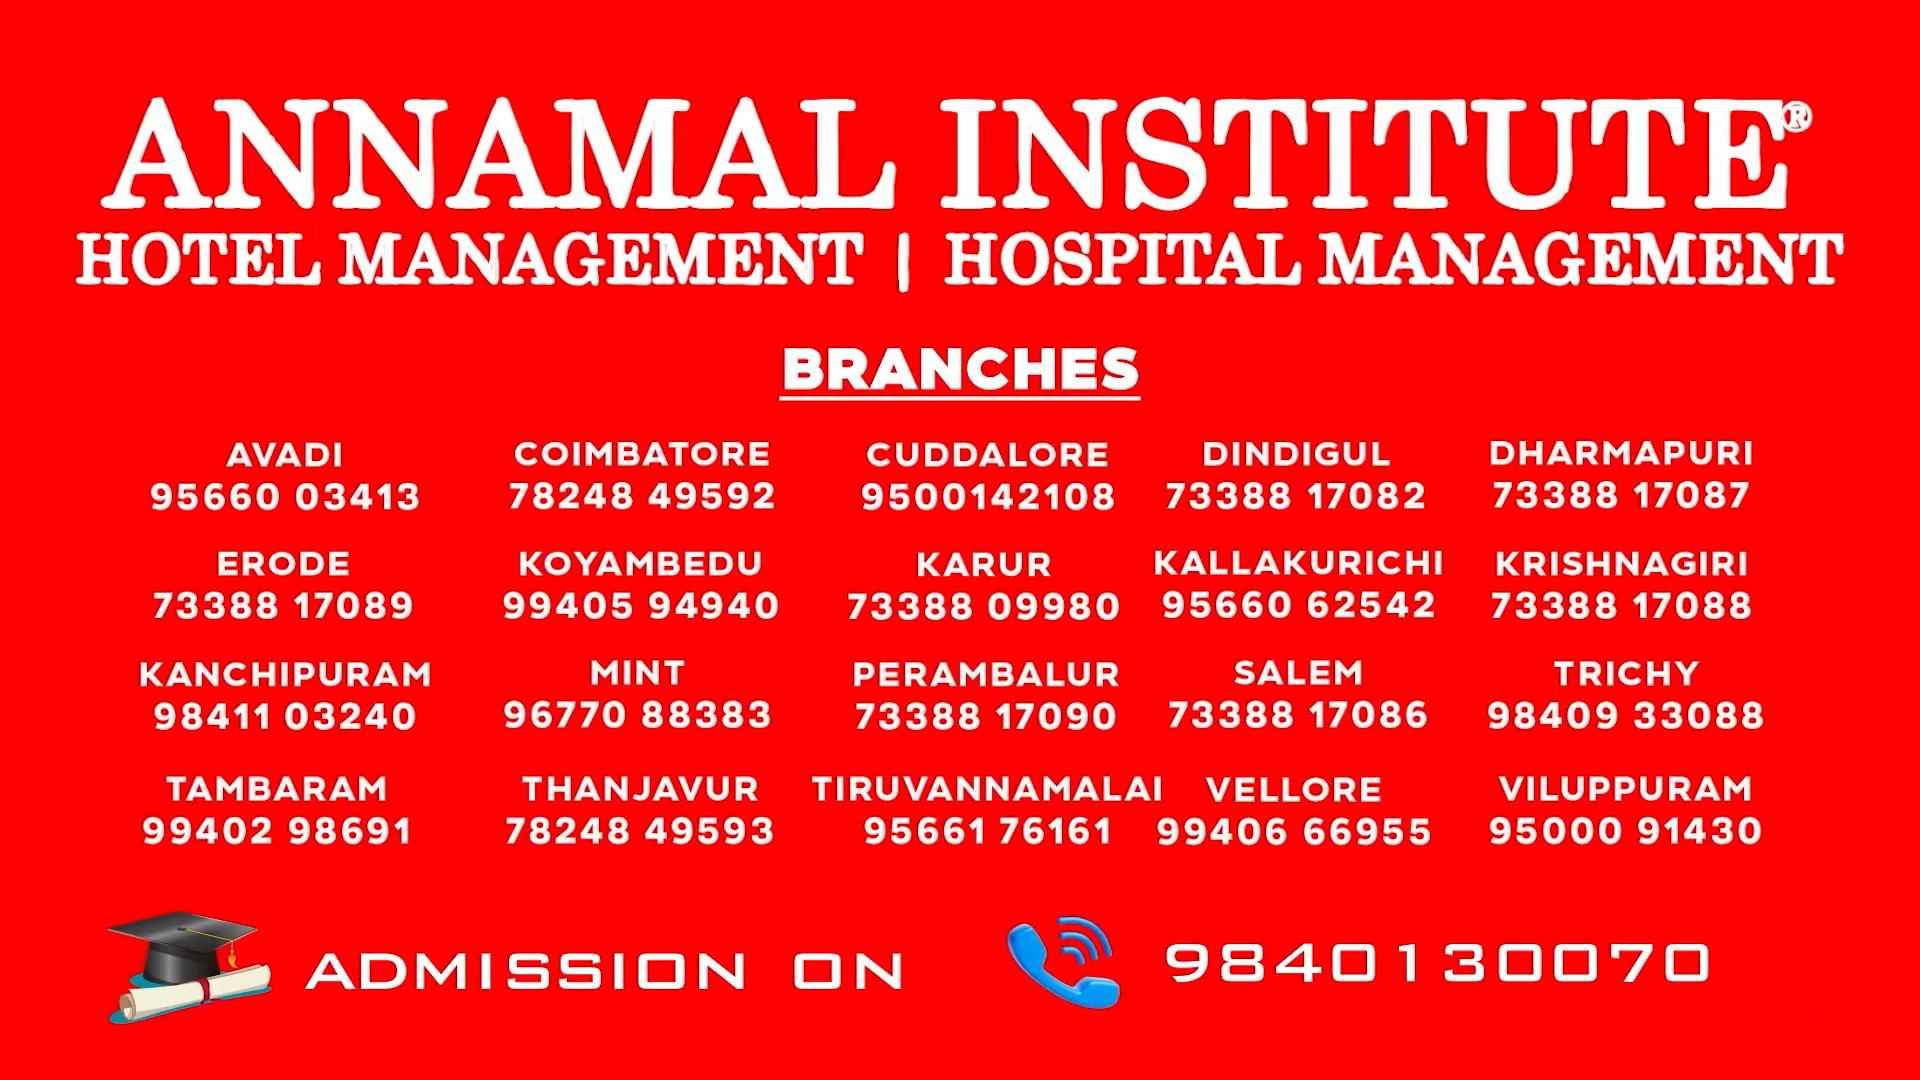 ANNAMAL INSTITUTE®
HOTEL MANAGEMENT | HOSPITAL MANAGEMENT
BRANCHES
AVADI COIMBATORE CUDDALORE DINDIGUL DHARMAPURI
95660 03413 78248 49592 9500142108 73388 17082 73388 17087
ERODE KOYAMBEDU KARUR KALLAKURICHI KRISHNAGIRI
73388 17089 99405 94940 73388 09980 95660 62542 73388 17088
KANCHIPURAM MINT PERAMBALUR SALEM TRICHY
98411 03240 96770 88383 73388 17090 73388 17086 98409 33088
TAMBARAM THANJAVUR TIRUVANNAMALAI VELLORE VILUPPURAM
99402 98691 78248 49593 95661 76161 99406 66955 95000 91430
ADMISSION ON 9840130070